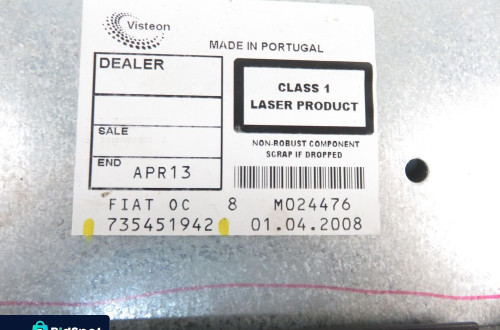 Visteon
MADE IN PORTUGAL
DEALER
CLASS 1
LASER PRODUCT
SALE
NON-ROBUST COMPONENT
SCRAP IF DROPPED
END APR13
FIAT OC 8 M024476
735451942 01.04.2008
BidSpot